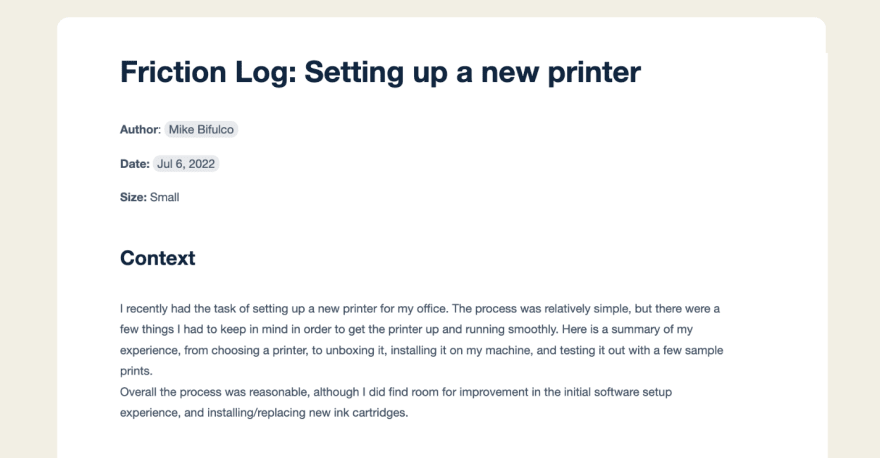 Friction Log: Setting up a new printer
Author: Mike Bifulco
Date: Jul 6, 2022
Size: Small
Context
I recently had the task of setting up a new printer for my office. The process was relatively simple, but there were a
few things I had to keep in mind in order to get the printer up and running smoothly. Here is a summary of my
experience, from choosing a printer, to unboxing it, installing it on my machine, and testing it out with a few sample
prints.
Overall the process was reasonable, although I did find room for improvement in the initial software setup
experience, and installing/replacing new ink cartridges.